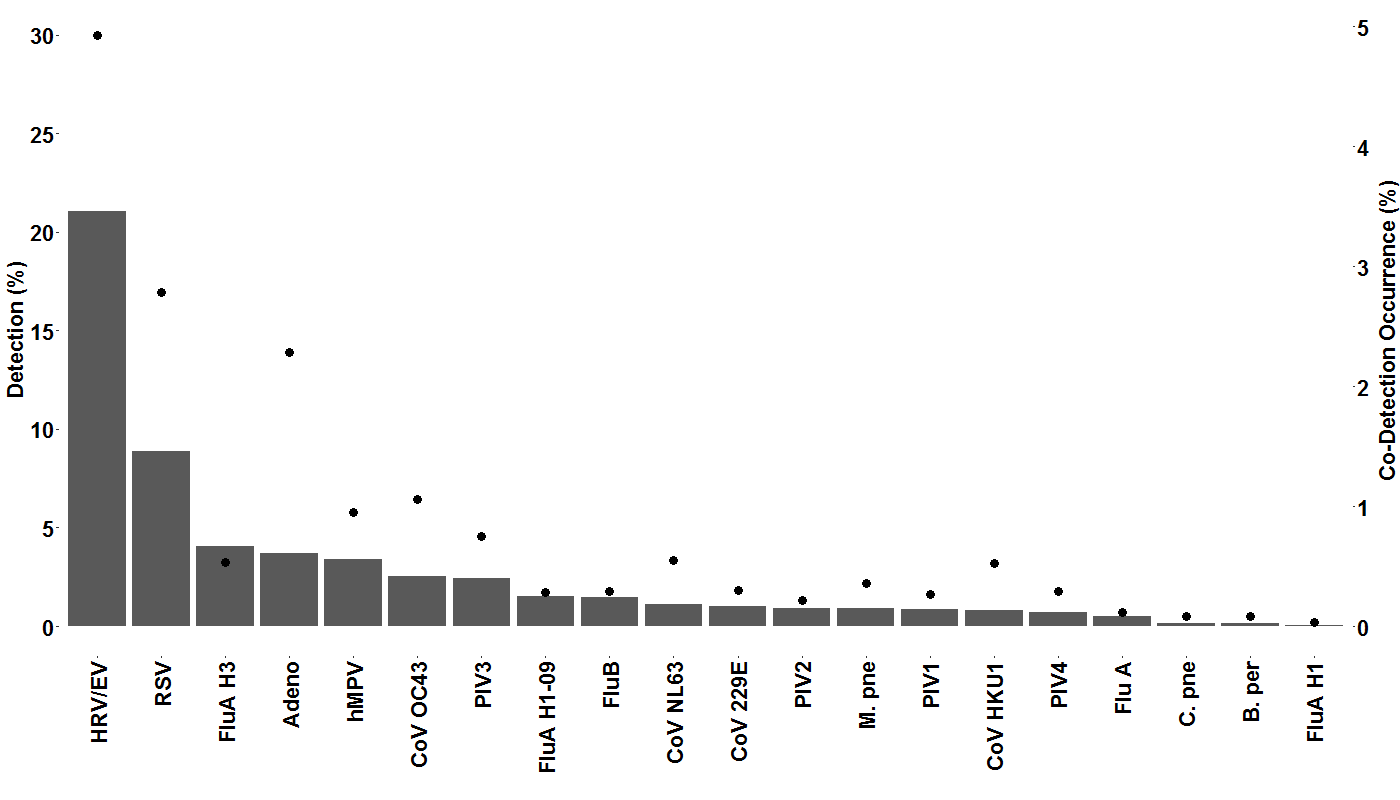 30
25
20
15
10
5
0
Detection (%)
5
4
3
2
1
0
Co-Detection Occurrence (%)
HRV/EV
RSV
FluA H3
Adeno
hMPV
CoV OC43
PIV3
FluA H1-09
FluB
CoV NL63
CoV 229E
PIV2
M. pne
PIV1
CoV HKU1
PIV4
Flu A
C. pne
B. per
FluA H1